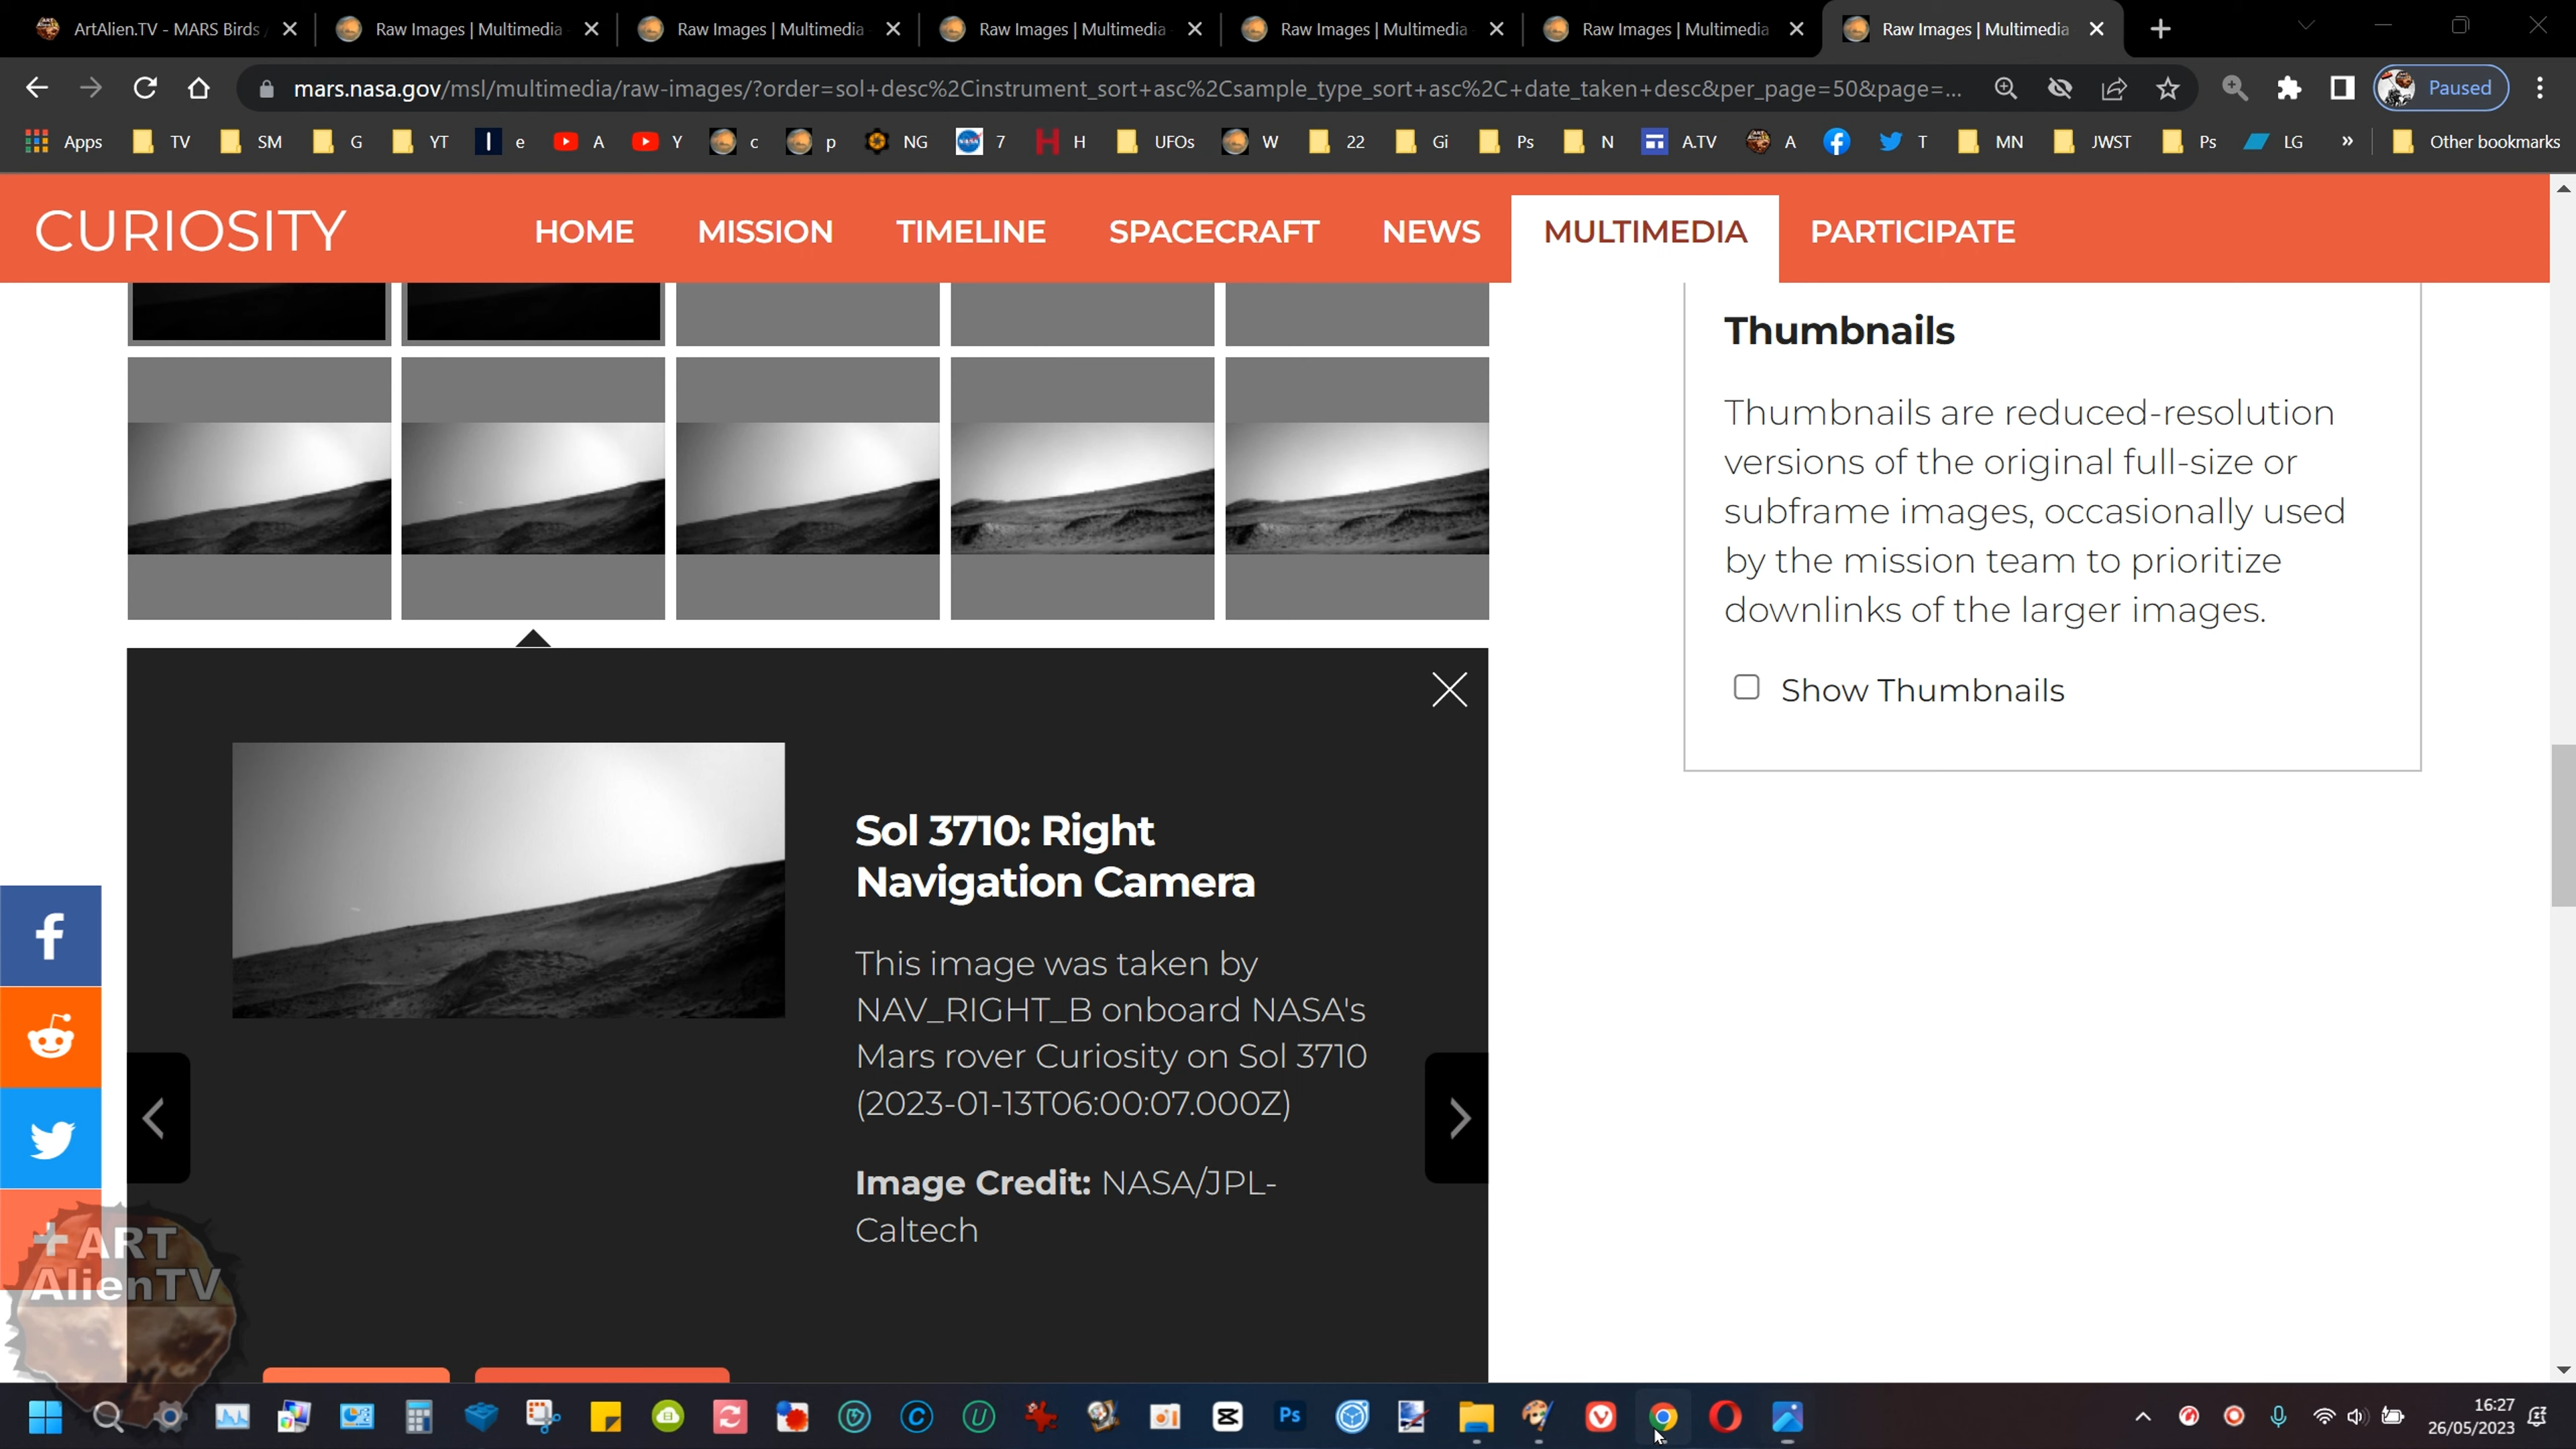 ArtAlien.TV - MARS Birds
Raw Images | Multimedia
Raw Images | Multimedia
Raw Images | Multimedia
Raw Images | Multimedia
Raw Images | Multimedia
Raw Images | Multimedia
mars.nasa.gov/msl/multimedia/raw-images/?order=sol+desc%2Cinstrument_sort+asc%2Csample_type_sort+asc%2C+date_taken+desc&per_page=50&page=...
Paused
Apps TV SM G YT e A Y c p NG 7 H UFOs W 22 Gi Ps N A.TV A T MN JWST Ps LG » Other bookmarks
CURIOSITY HOME MISSION TIMELINE SPACECRAFT NEWS MULTIMEDIA PARTICIPATE
Thumbnails
Thumbnails are reduced-resolution
versions of the original full-size or
subframe images, occasionally used
by the mission team to prioritize
downlinks of the larger images.
Show Thumbnails
Sol 3710: Right
Navigation Camera
This image was taken by
NAV_RIGHT_B onboard NASA's
Mars rover Curiosity on Sol 3710
(2023-01-13T06:00:07.000Z)
Image Credit: NASA/JPL-
Caltech
ART
AlienTV
Ps
16:27
26/05/2023